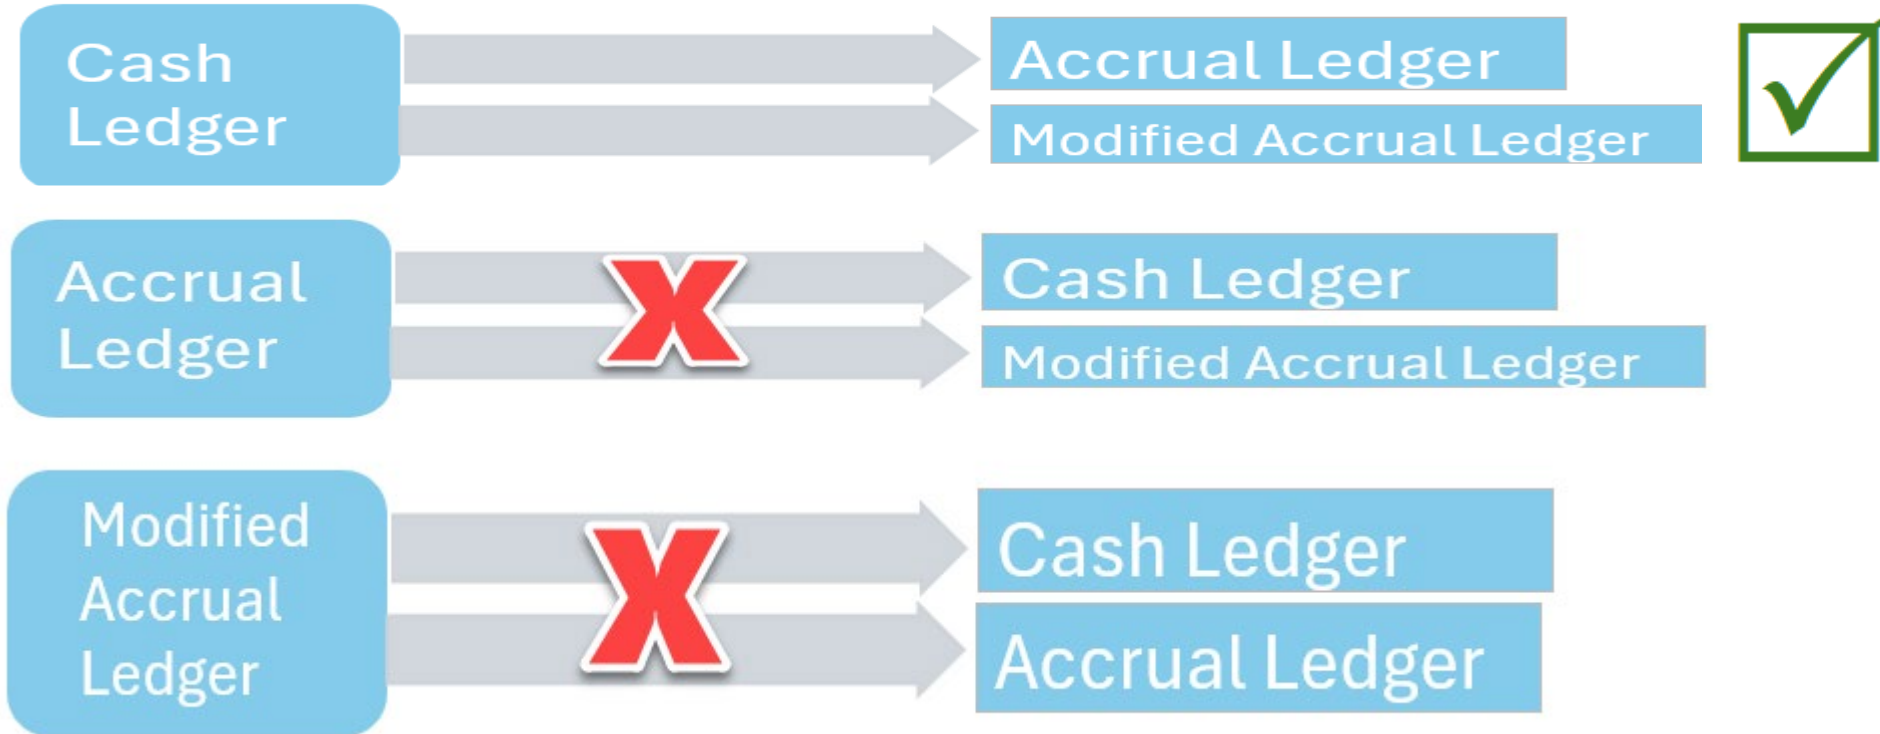 Cash
Ledger
Accrual Ledger
Modified Accrual Ledger
Accrual
Ledger
Cash Ledger
Modified Accrual Ledger
Modified
Accrual
Ledger
Cash Ledger
Accrual Ledger